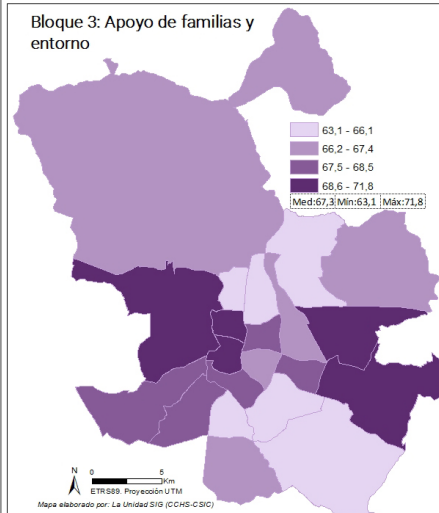 Bloque 3: Apoyo de familias y
entorno
63,1 - 66,1
66,2 - 67,4
67,5 - 68,5
68,6 - 71,8
Med:67,3 Mín:63,1 Máx:71,8
N
0 5
Km
ETRS89. Proyección UTM
Mapa elaborado por: La Unidad SIG (CCHS-CSIC)